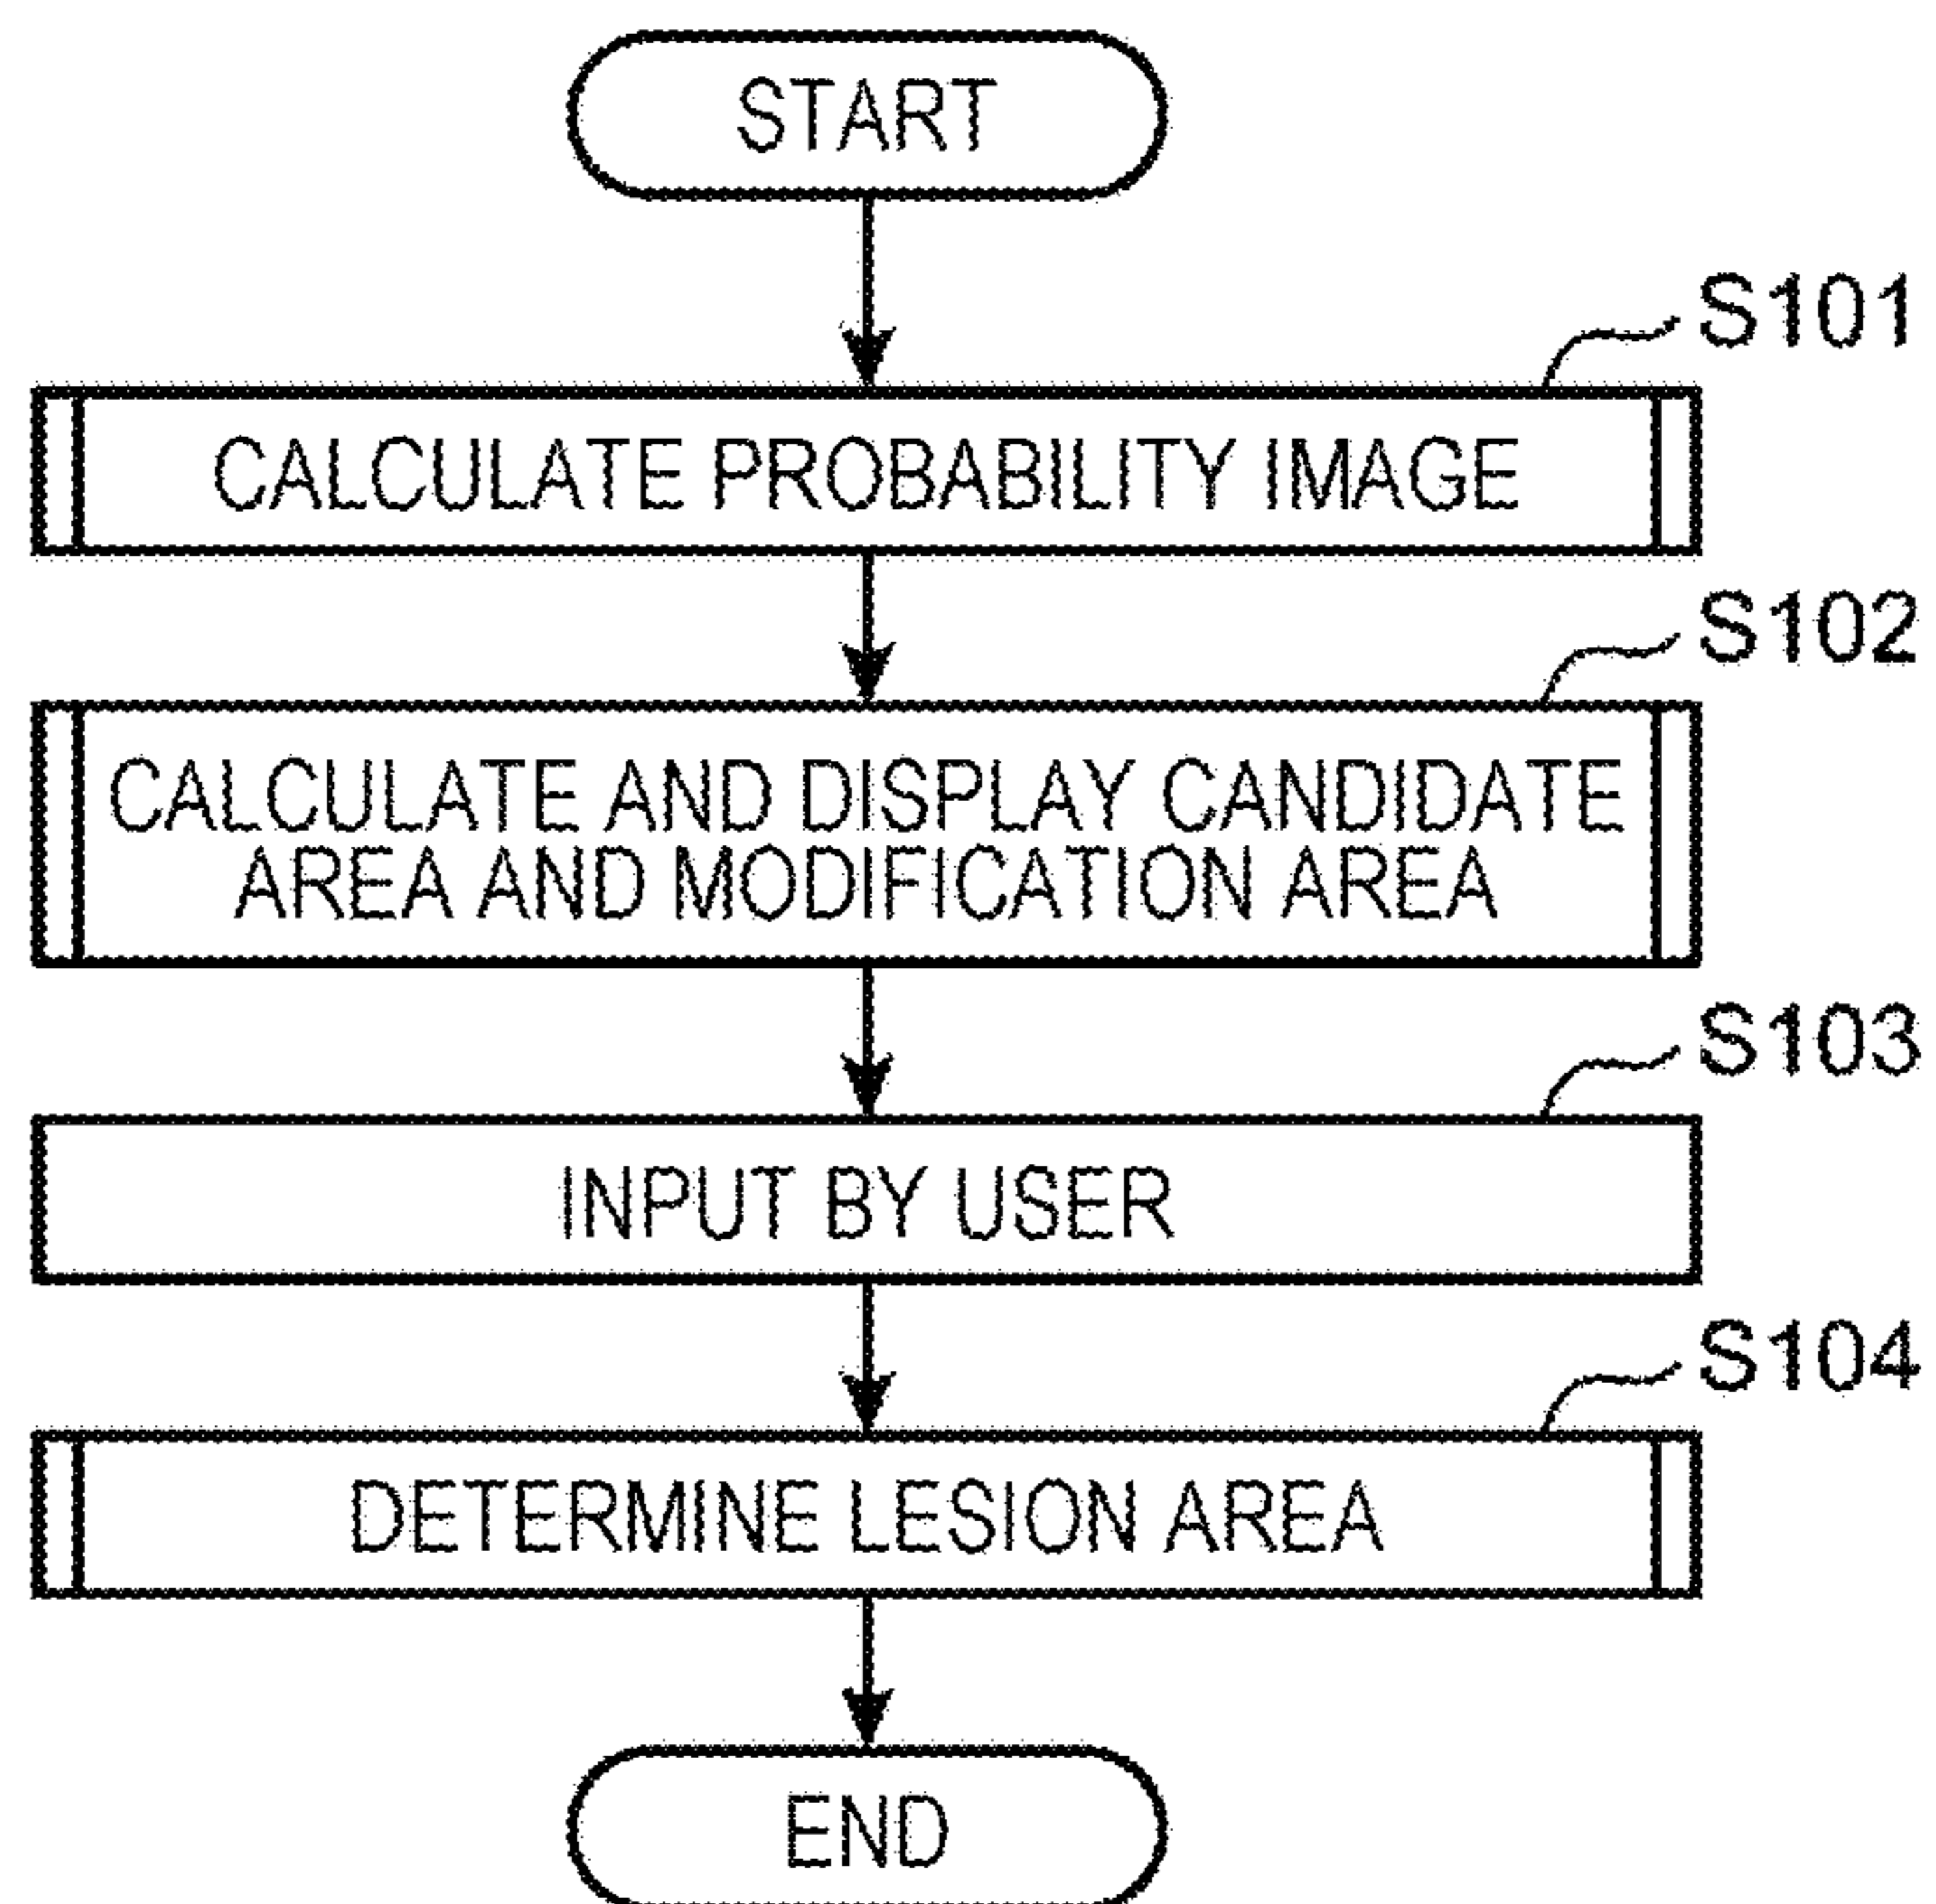 START
S101
CALCULATE PROBABILITY IMAGE
S102
CALCULATE AND DISPLAY CANDIDATE
AREA AND MODIFICATION AREA
S103
INPUT BY USER
S104
DETERMINE LESION AREA
END